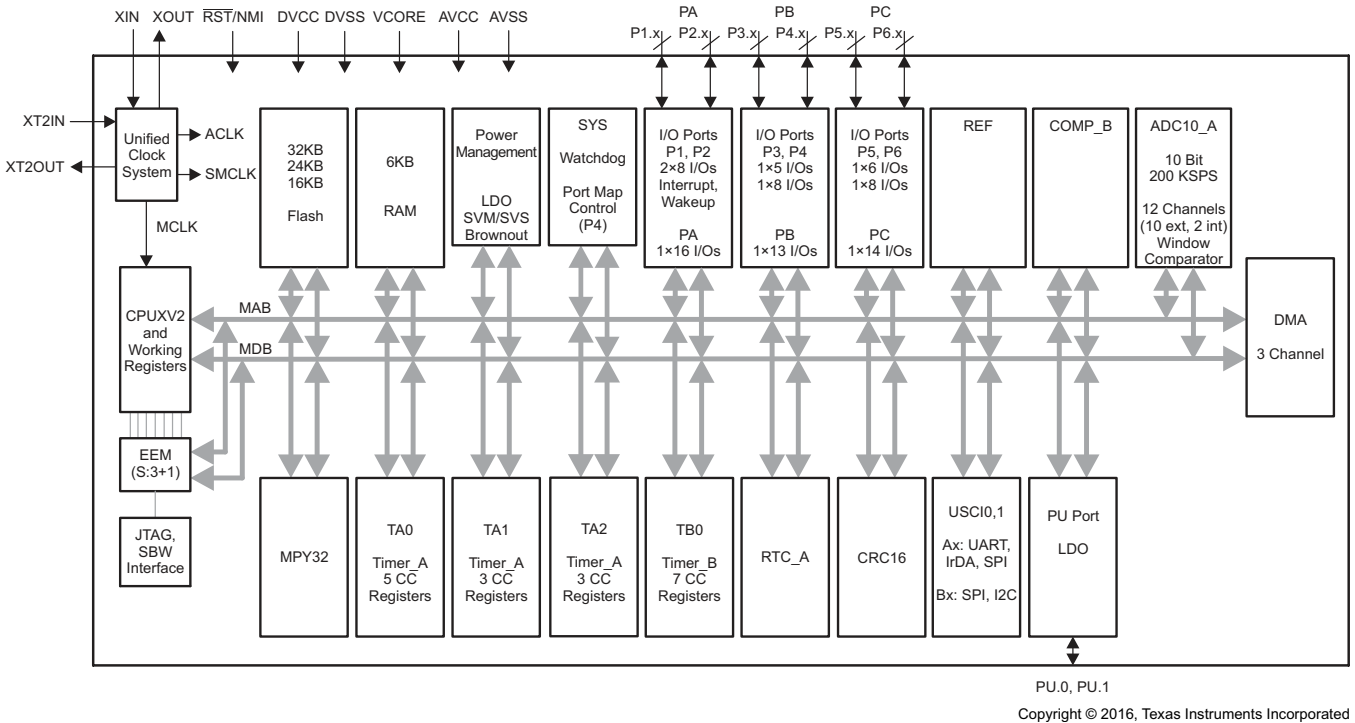 XIN XOUT RST/NMI DVCC DVSS VCORE AVCC AVSS
PA PB PC
P1.x P2.x P3.x P4.x P5.x P6.x
XT2IN
XT2OUT
Unified
Clock
System
ACLK
SMCLK
MCLK
32KB
24KB
16KB
Flash
6KB
RAM
Power
Management
LDO
SVM/SVS
Brownout
SYS
Watchdog
Port Map
Control
(P4)
I/O Ports
P1, P2
2×8 I/Os
Interrupt,
Wakeup
PA
1×16 I/Os
I/O Ports
P3, P4
1×5 I/Os
1×8 I/Os
PB
1×13 I/Os
I/O Ports
P5, P6
1×6 I/Os
1×8 I/Os
PC
1×14 I/Os
REF
COMP_B
ADC10_A
10 Bit
200 KSPS
12 Channels
(10 ext, 2 int)
Window
Comparator
CPUXV2
and
Working
Registers
MAB
MDB
DMA
3 Channel
EEM
(S:3+1)
JTAG,
SBW
Interface
MPY32
TA0
Timer_A
5 CC
Registers
TA1
Timer_A
3 CC
Registers
TA2
Timer_A
3 CC
Registers
TB0
Timer_B
7 CC
Registers
RTC_A
CRC16
USCI0,1
Ax: UART,
IrDA, SPI
Bx: SPI, I2C
PU Port
LDO
PU.0, PU.1
Copyright © 2016, Texas Instruments Incorporated